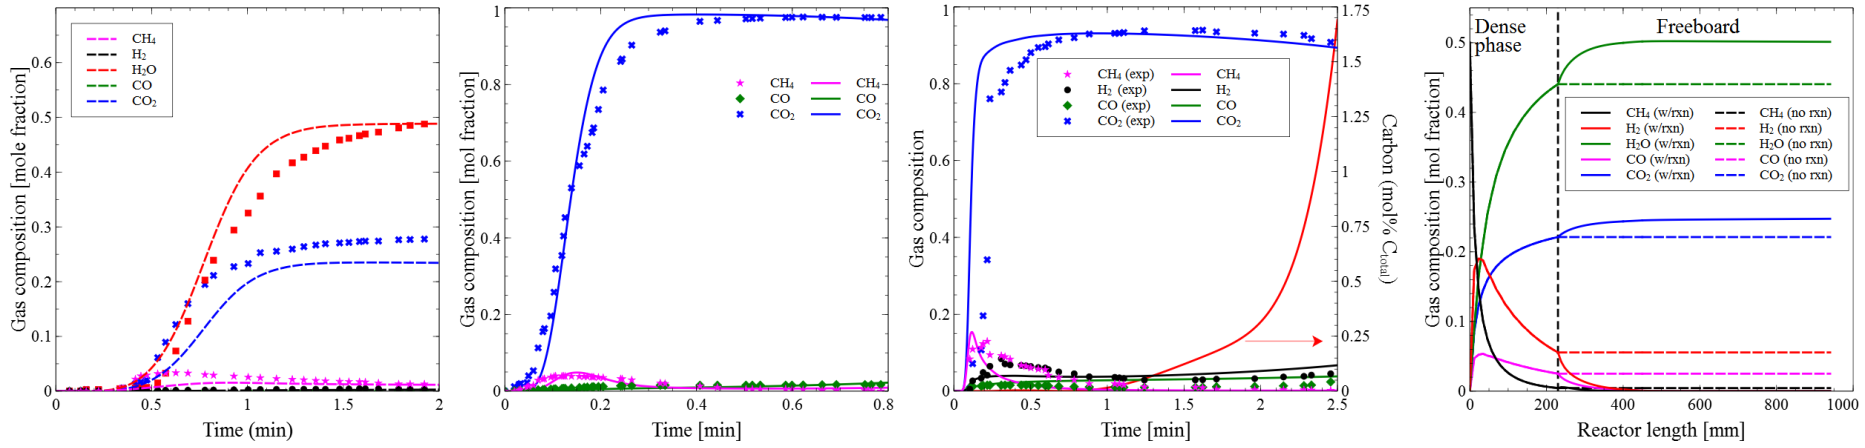 Gas composition [mole fraction]
0.6
0.5
0.4
0.3
0.2
0.1
0
CH₄
H₂
H₂O
CO
CO₂
0
0.5
1
1.5
2
Time (min)
Gas composition [mol fraction]
1
0.8
0.6
0.4
0.2
0
CH₄ CH₄
CO CO
CO₂ CO₂
0
0.2
0.4
0.6
0.8
Time [min]
Gas composition
1
0.8
0.6
0.4
0.2
0
CH₄ (exp) CH₄
H₂ (exp) H₂
CO (exp) CO
CO₂ (exp) CO₂
1.75
1.5
1.25
1
0.75
0.5
0.25
0
Carbon (mol% C_total)
0
0.5
1
1.5
2
2.5
Time [min]
Gas composition [mol fraction]
0.5
0.4
0.3
0.2
0.1
0
Dense
phase
Freeboard
CH₄ (w/rxn) CH₄ (no rxn)
H₂ (w/rxn) H₂ (no rxn)
H₂O (w/rxn) H₂O (no rxn)
CO (w/rxn) CO (no rxn)
CO₂ (w/rxn) CO₂ (no rxn)
0
200
400
600
800
1000
Reactor length [mm]